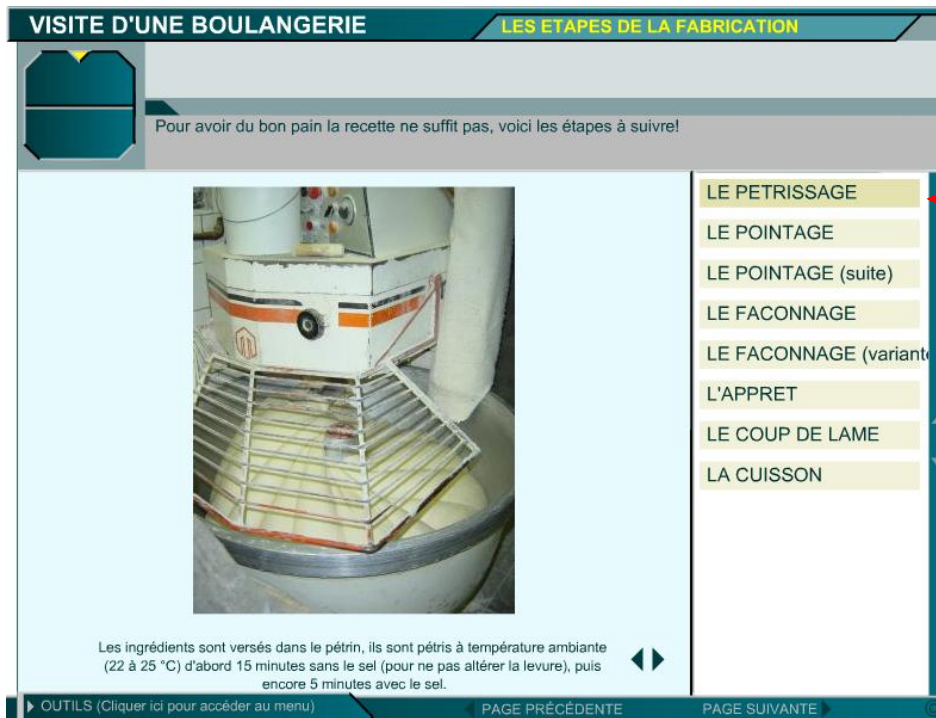 VISITE D'UNE BOULANGERIE
LES ETAPES DE LA FABRICATION
Pour avoir du bon pain la recette ne suffit pas, voici les étapes à suivre!
LE PETRISSAGE
LE POINTAGE
LE POINTAGE (suite)
LE FACONNAGE
LE FACONNAGE (variante
L'APPRET
LE COUP DE LAME
LA CUISSON
Les ingrédients sont versés dans le pétrin, ils sont pétris à température ambiante
(22 à 25 °C) d'abord 15 minutes sans le sel (pour ne pas altérer la levure), puis
encore 5 minutes avec le sel.
OUTILS (Cliquer ici pour accéder au menu)
PAGE PRÉCÉDENTE
PAGE SUIVANTE